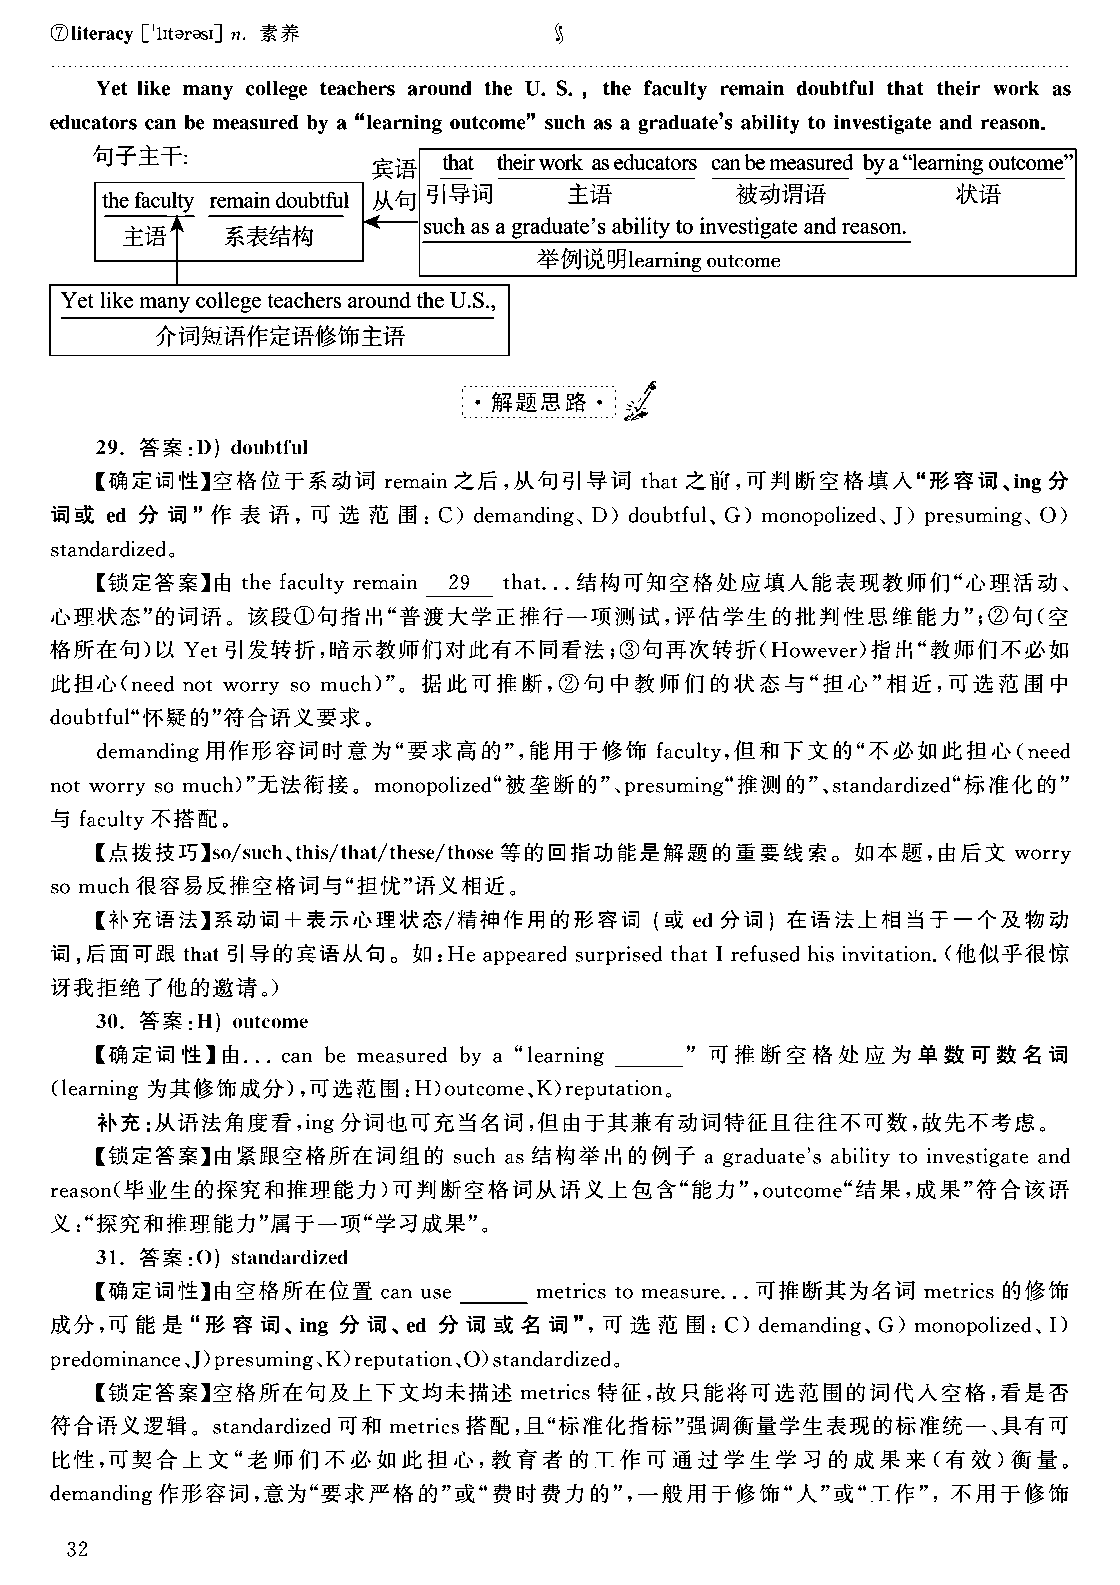 ⑦literacy [ˈlɪtərəsɪ] n. 素养
Yet like many college teachers around the U. S., the faculty remain doubtful that their work as
educators can be measured by a “learning outcome” such as a graduate’s ability to investigate and reason.
句子主干:
the faculty remain doubtful
主语 系表结构
宾语
从句
that their work as educators can be measured by a “learning outcome”
引导词 主语 被动谓语 状语
such as a graduate’s ability to investigate and reason.
举例说明learning outcome
Yet like many college teachers around the U.S.,
介词短语作定语修饰主语
·解题思路·
29. 答案:D) doubtful
【确定词性】空格位于系动词 remain 之后,从句引导词 that 之前,可判断空格填入“形容词、ing 分
词或 ed 分词”作表语,可选范围: C) demanding、D) doubtful、G) monopolized、J) presuming、O)
standardized。
【锁定答案】由 the faculty remain 29 that...结构可知空格处应填入能表现教师们“心理活动、
心理状态”的词语。该段①句指出“普渡大学正推行一项测试,评估学生的批判性思维能力”;②句(空
格所在句)以 Yet 引发转折,暗示教师们对此有不同看法;③句再次转折(However)指出“教师们不必如
此担心(need not worry so much)”。据此可推断,②句中教师们的状态与“担心”相近,可选范围中
doubtful“怀疑的”符合语义要求。
demanding 用作形容词时意为“要求高的”,能用于修饰 faculty,但和下文的“不必如此担心(need
not worry so much)”无法衔接。monopolized“被垄断的”、presuming“推测的”、standardized“标准化的”
与 faculty 不搭配。
【点拨技巧】so/such、this/that/these/those 等的回指功能是解题的重要线索。如本题,由后文 worry
so much 很容易反推空格词与“担忧”语义相近。
【补充语法】系动词＋表示心理状态/精神作用的形容词 (或 ed 分词) 在语法上相当于一个及物动
词,后面可跟 that 引导的宾语从句。如:He appeared surprised that I refused his invitation.(他似乎很惊
讶我拒绝了他的邀请。)
30. 答案:H) outcome
【确定词性】由... can be measured by a “learning ______” 可推断空格处应为单数可数名词
(learning 为其修饰成分),可选范围:H)outcome、K)reputation。
补充:从语法角度看,ing 分词也可充当名词,但由于其兼有动词特征且往往不可数,故先不考虑。
【锁定答案】由紧跟空格所在词组的 such as 结构举出的例子 a graduate’s ability to investigate and
reason(毕业生的探究和推理能力)可判断空格词从语义上包含“能力”,outcome“结果,成果”符合该语
义:“探究和推理能力”属于一项“学习成果”。
31. 答案:O) standardized
【确定词性】由空格所在位置 can use ______ metrics to measure...可推断其为名词 metrics 的修饰
成分,可能是“形容词、ing 分词、ed 分词或名词”,可选范围: C) demanding、G) monopolized、I)
predominance、J)presuming、K)reputation、O)standardized。
【锁定答案】空格所在句及上下文均未描述 metrics 特征,故只能将可选范围的词代入空格,看是否
符合语义逻辑。standardized 可和 metrics 搭配,且“标准化指标”强调衡量学生表现的标准统一、具有可
比性,可契合上文“老师们不必如此担心,教育者的工作可通过学生学习的成果来(有效)衡量。
demanding 作形容词,意为“要求严格的”或“费时费力的”,一般用于修饰“人”或“工作”, 不用于修饰
32